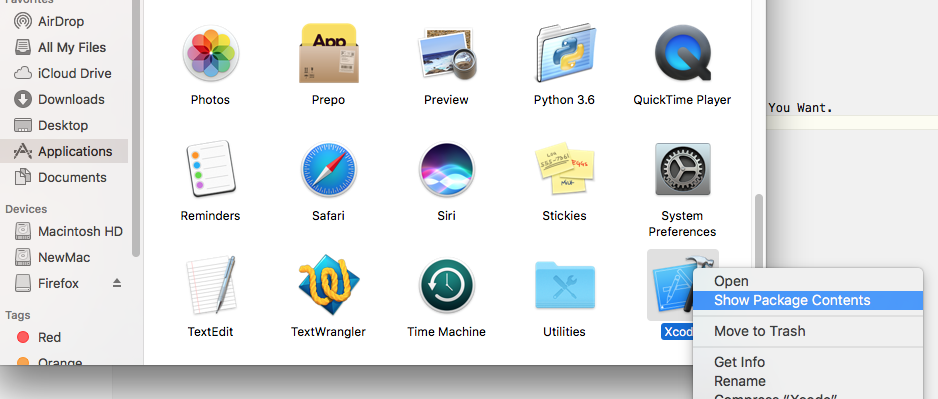 Favorites
AirDrop
All My Files
iCloud Drive
Downloads
Desktop
Applications
Documents
Devices
Macintosh HD
NewMac
Firefox
Tags
Red
Orange
App
Photos
Prepo
Preview
Python 3.6
QuickTime Player
Reminders
Safari
Siri
Stickies
System
Preferences
TextEdit
TextWrangler
Time Machine
Utilities
Xcod
You Want.
Open
Show Package Contents
Move to Trash
Get Info
Rename
Compress “Xcode”